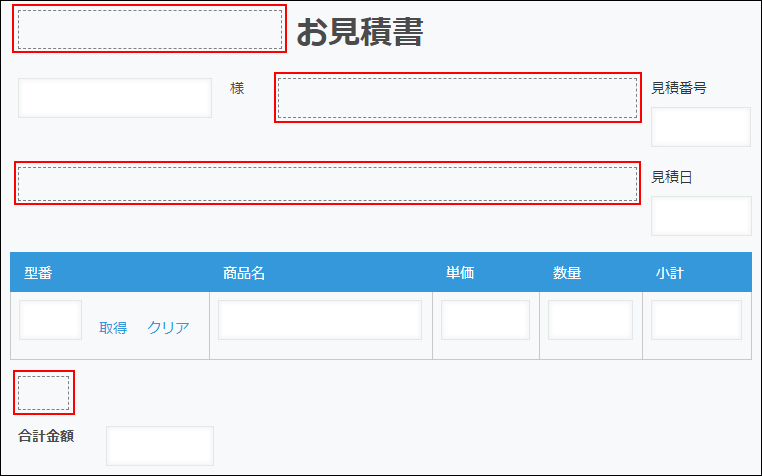 お見積書
様
見積番号
見積日
型番 商品名 単価 数量 小計
取得 クリア
合計金額